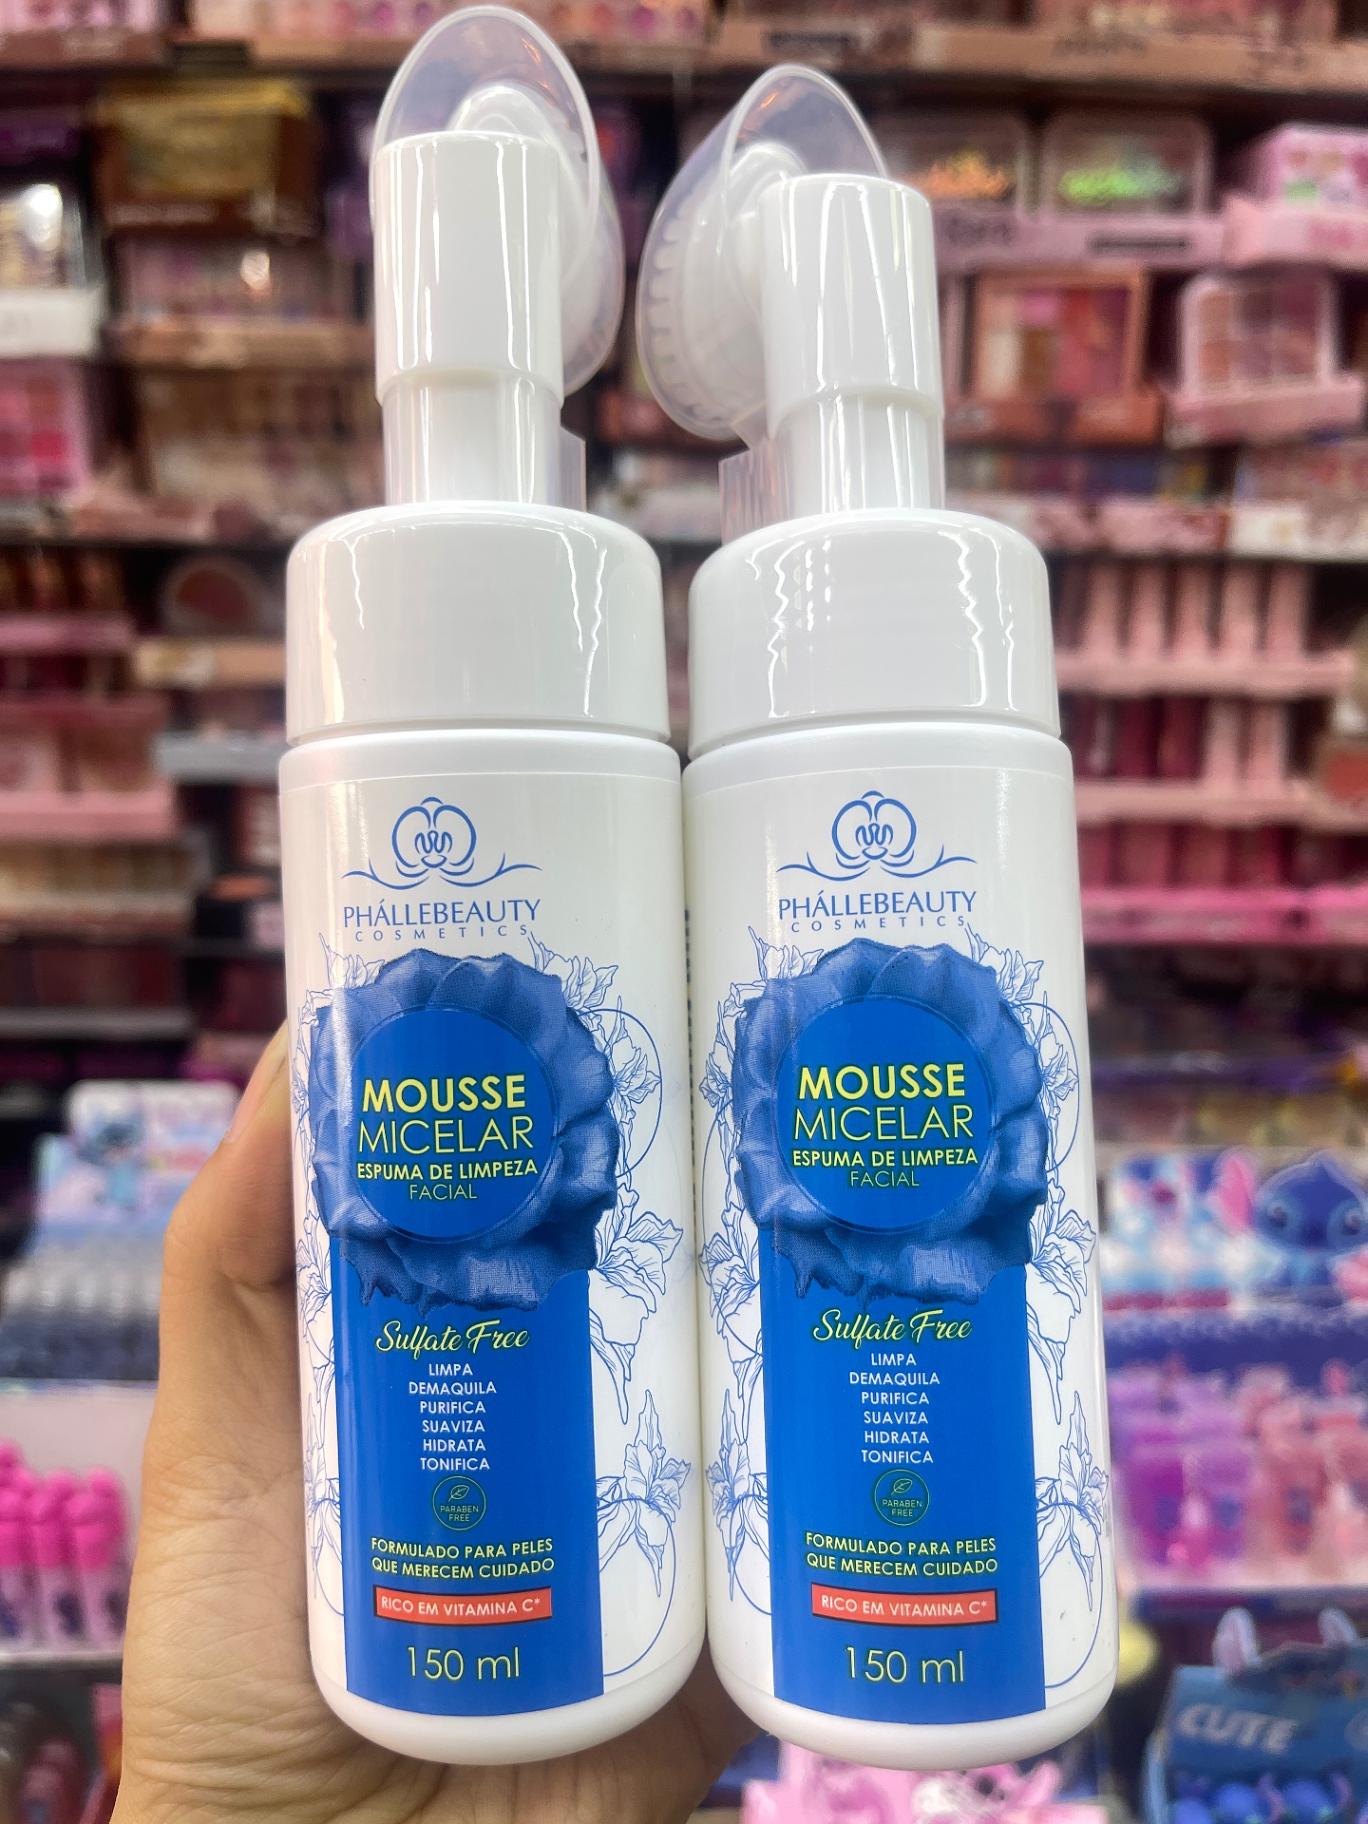 PHÁLLEBEAUTY
COSMETICS
MOUSSE
MICELAR
ESPUMA DE LIMPEZA
FACIAL
Sulfate Free
LIMPA
DEMAQUILA
PURIFICA
SUAVIZA
HIDRATA
TONIFICA
PARABEN
FREE
FORMULADO PARA PELES
QUE MERECEM CUIDADO
RICO EM VITAMINA C*
150 ml
PHÁLLEBEAUTY
COSMETICS
MOUSSE
MICELAR
ESPUMA DE LIMPEZA
FACIAL
Sulfate Free
LIMPA
DEMAQUILA
PURIFICA
SUAVIZA
HIDRATA
TONIFICA
PARABEN
FREE
FORMULADO PARA PELES
QUE MERECEM CUIDADO
RICO EM VITAMINA C*
150 ml
CUTE